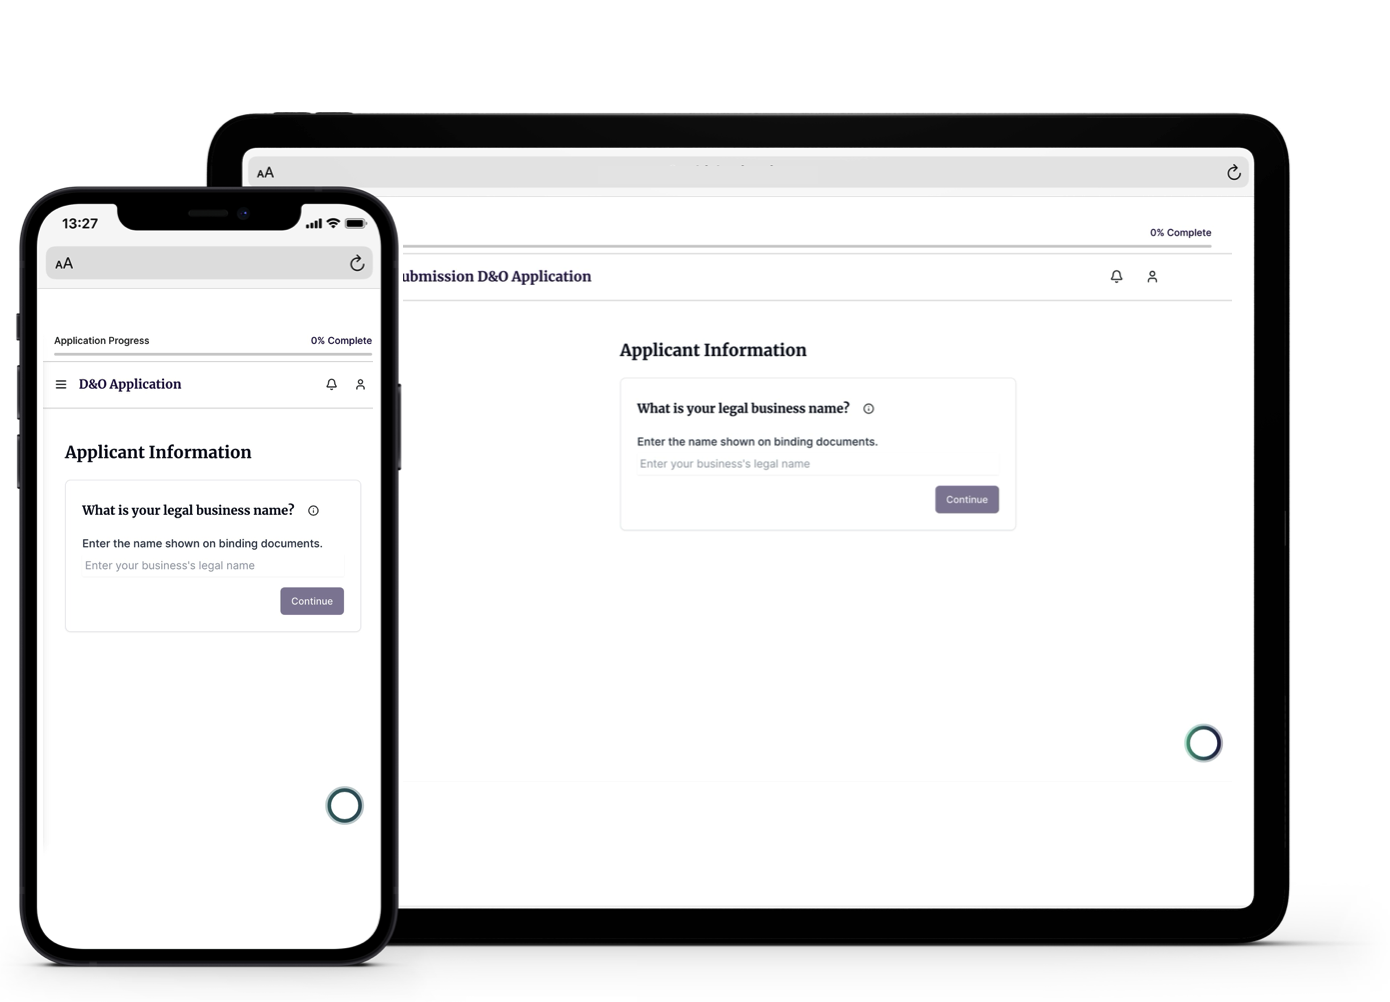 13:27
AA
Application Progress 0% Complete
D&O Application
Applicant Information
What is your legal business name?
Enter the name shown on binding documents.
Enter your business's legal name
Continue
AA
0% Complete
ubmission D&O Application
Applicant Information
What is your legal business name?
Enter the name shown on binding documents.
Enter your business's legal name
Continue